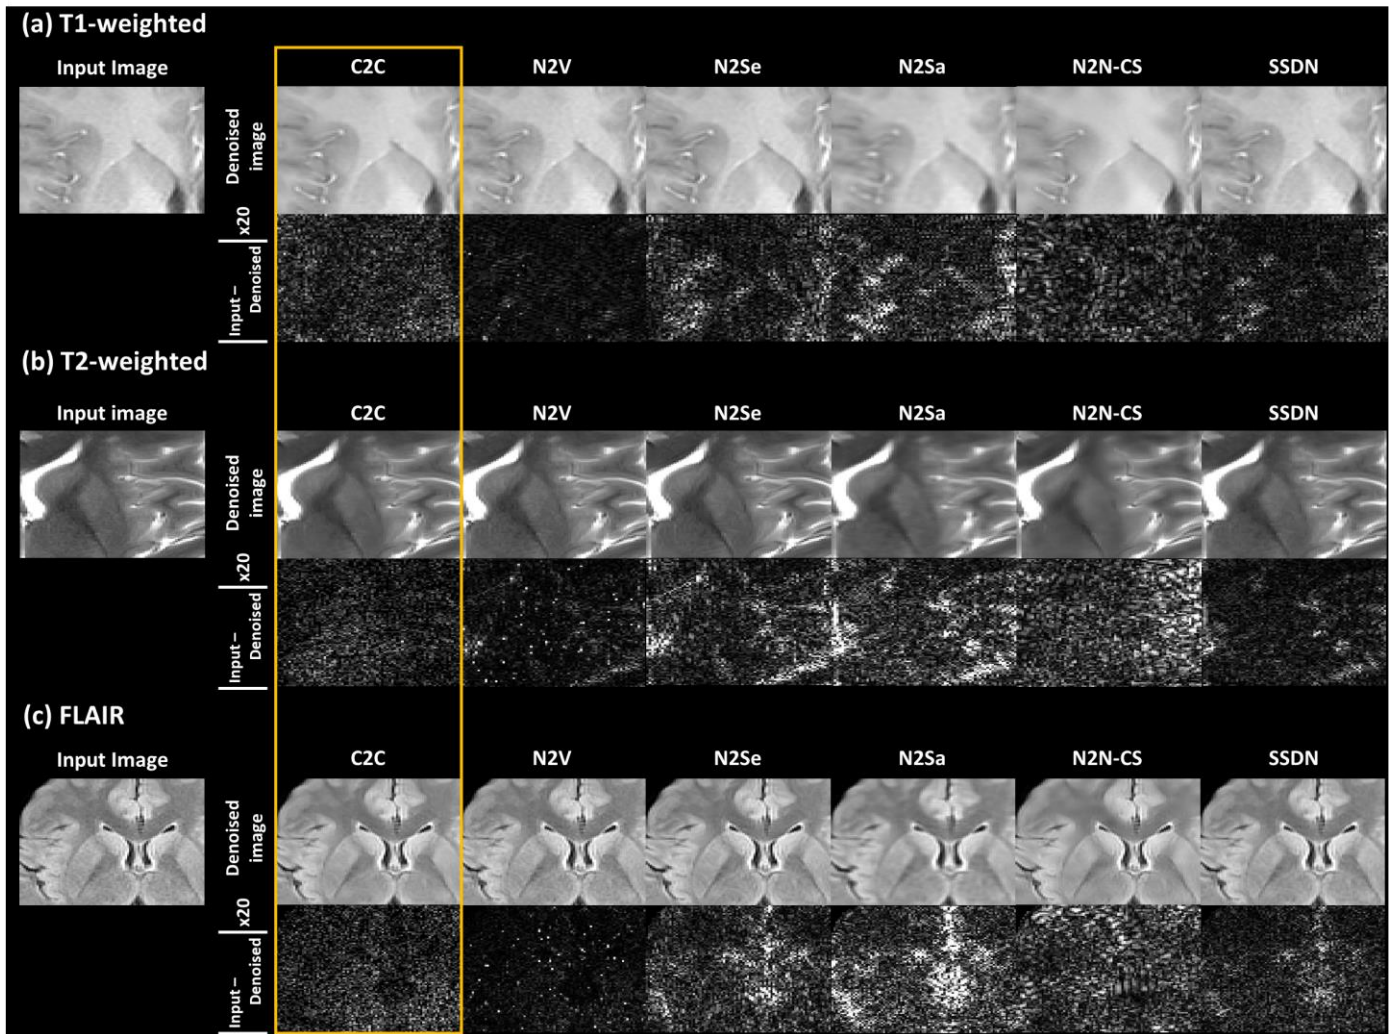 (a) T1-weighted
Input Image
C2C
N2V
N2Se
N2Sa
N2N-CS
SSDN
Denoised
image
x20
Input –
Denoised
(b) T2-weighted
Input image
C2C
N2V
N2Se
N2Sa
N2N-CS
SSDN
Denoised
image
x20
Input –
Denoised
(c) FLAIR
Input Image
C2C
N2V
N2Se
N2Sa
N2N-CS
SSDN
Denoised
image
x20
Input –
Denoised